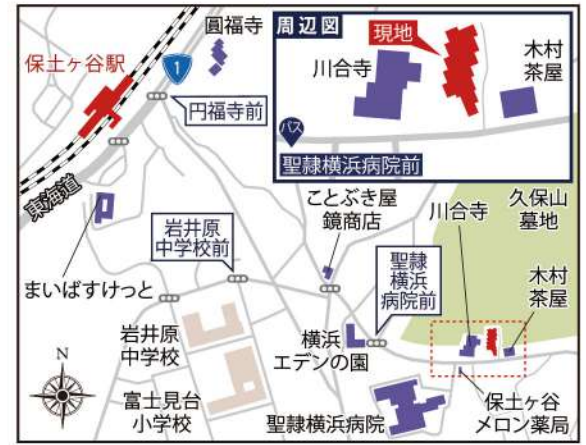 圓福寺
周辺図
現地
川合寺
木村
茶屋
バス
聖隷横浜病院前
保土ヶ谷駅
1
円福寺前
東海道
まいばすけっと
岩井原
中学校前
ことぶき屋
鏡商店
聖隷
横浜
病院前
川合寺
久保山
墓地
木村
茶屋
岩井原
中学校
横浜
エデンの園
N
富士見台
小学校
聖隷横浜病院
保土ヶ谷
メロン薬局